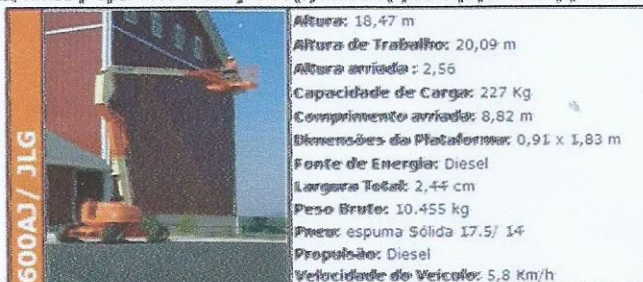 600AJ/ JLG
Altura: 18,47 m
Altura de Trabalho: 20,09 m
Altura arriada : 2,56
Capacidade de Carga: 227 Kg
Comprimento arriado: 8,82 m
Dimensões da Plataforma: 0,91 x 1,83 m
Fonte de Energia: Diesel
Largura Total: 2,44 cm
Peso Bruto: 10.455 kg
Pneu: espuma Sólida 17.5/ 14
Propulsão: Diesel
Velocidade do Veículo: 5,8 Km/h